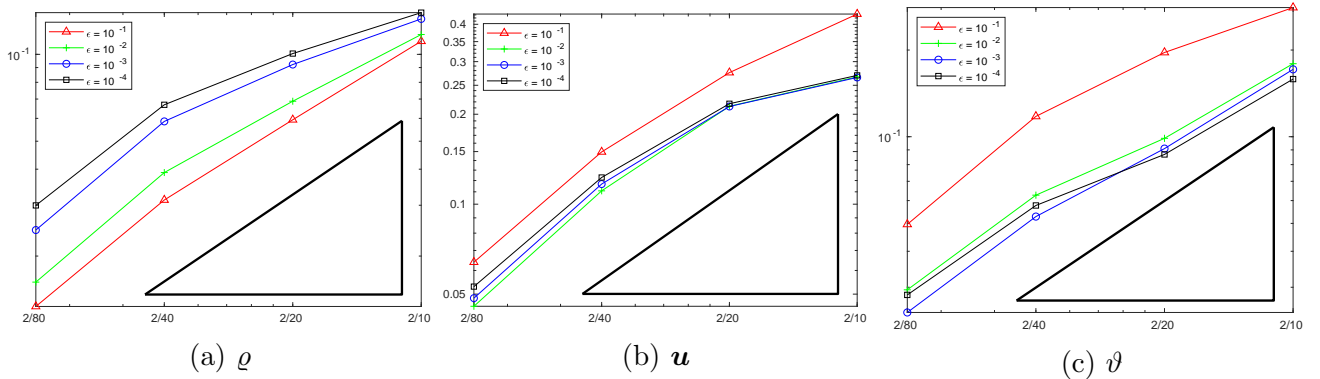 10⁻¹
ϵ = 10 ⁻¹
ϵ = 10 ⁻²
ϵ = 10 ⁻³
ϵ = 10 ⁻⁴
2/80
2/40
2/20
2/10
(a) ϱ
0.4
0.35
0.3
0.25
0.2
0.15
0.1
0.05
ϵ = 10 ⁻¹
ϵ = 10 ⁻²
ϵ = 10 ⁻³
ϵ = 10 ⁻⁴
2/80
2/40
2/20
2/10
(b) u
10⁻¹
ϵ = 10 ⁻¹
ϵ = 10 ⁻²
ϵ = 10 ⁻³
ϵ = 10 ⁻⁴
2/80
2/40
2/20
2/10
(c) ϑ